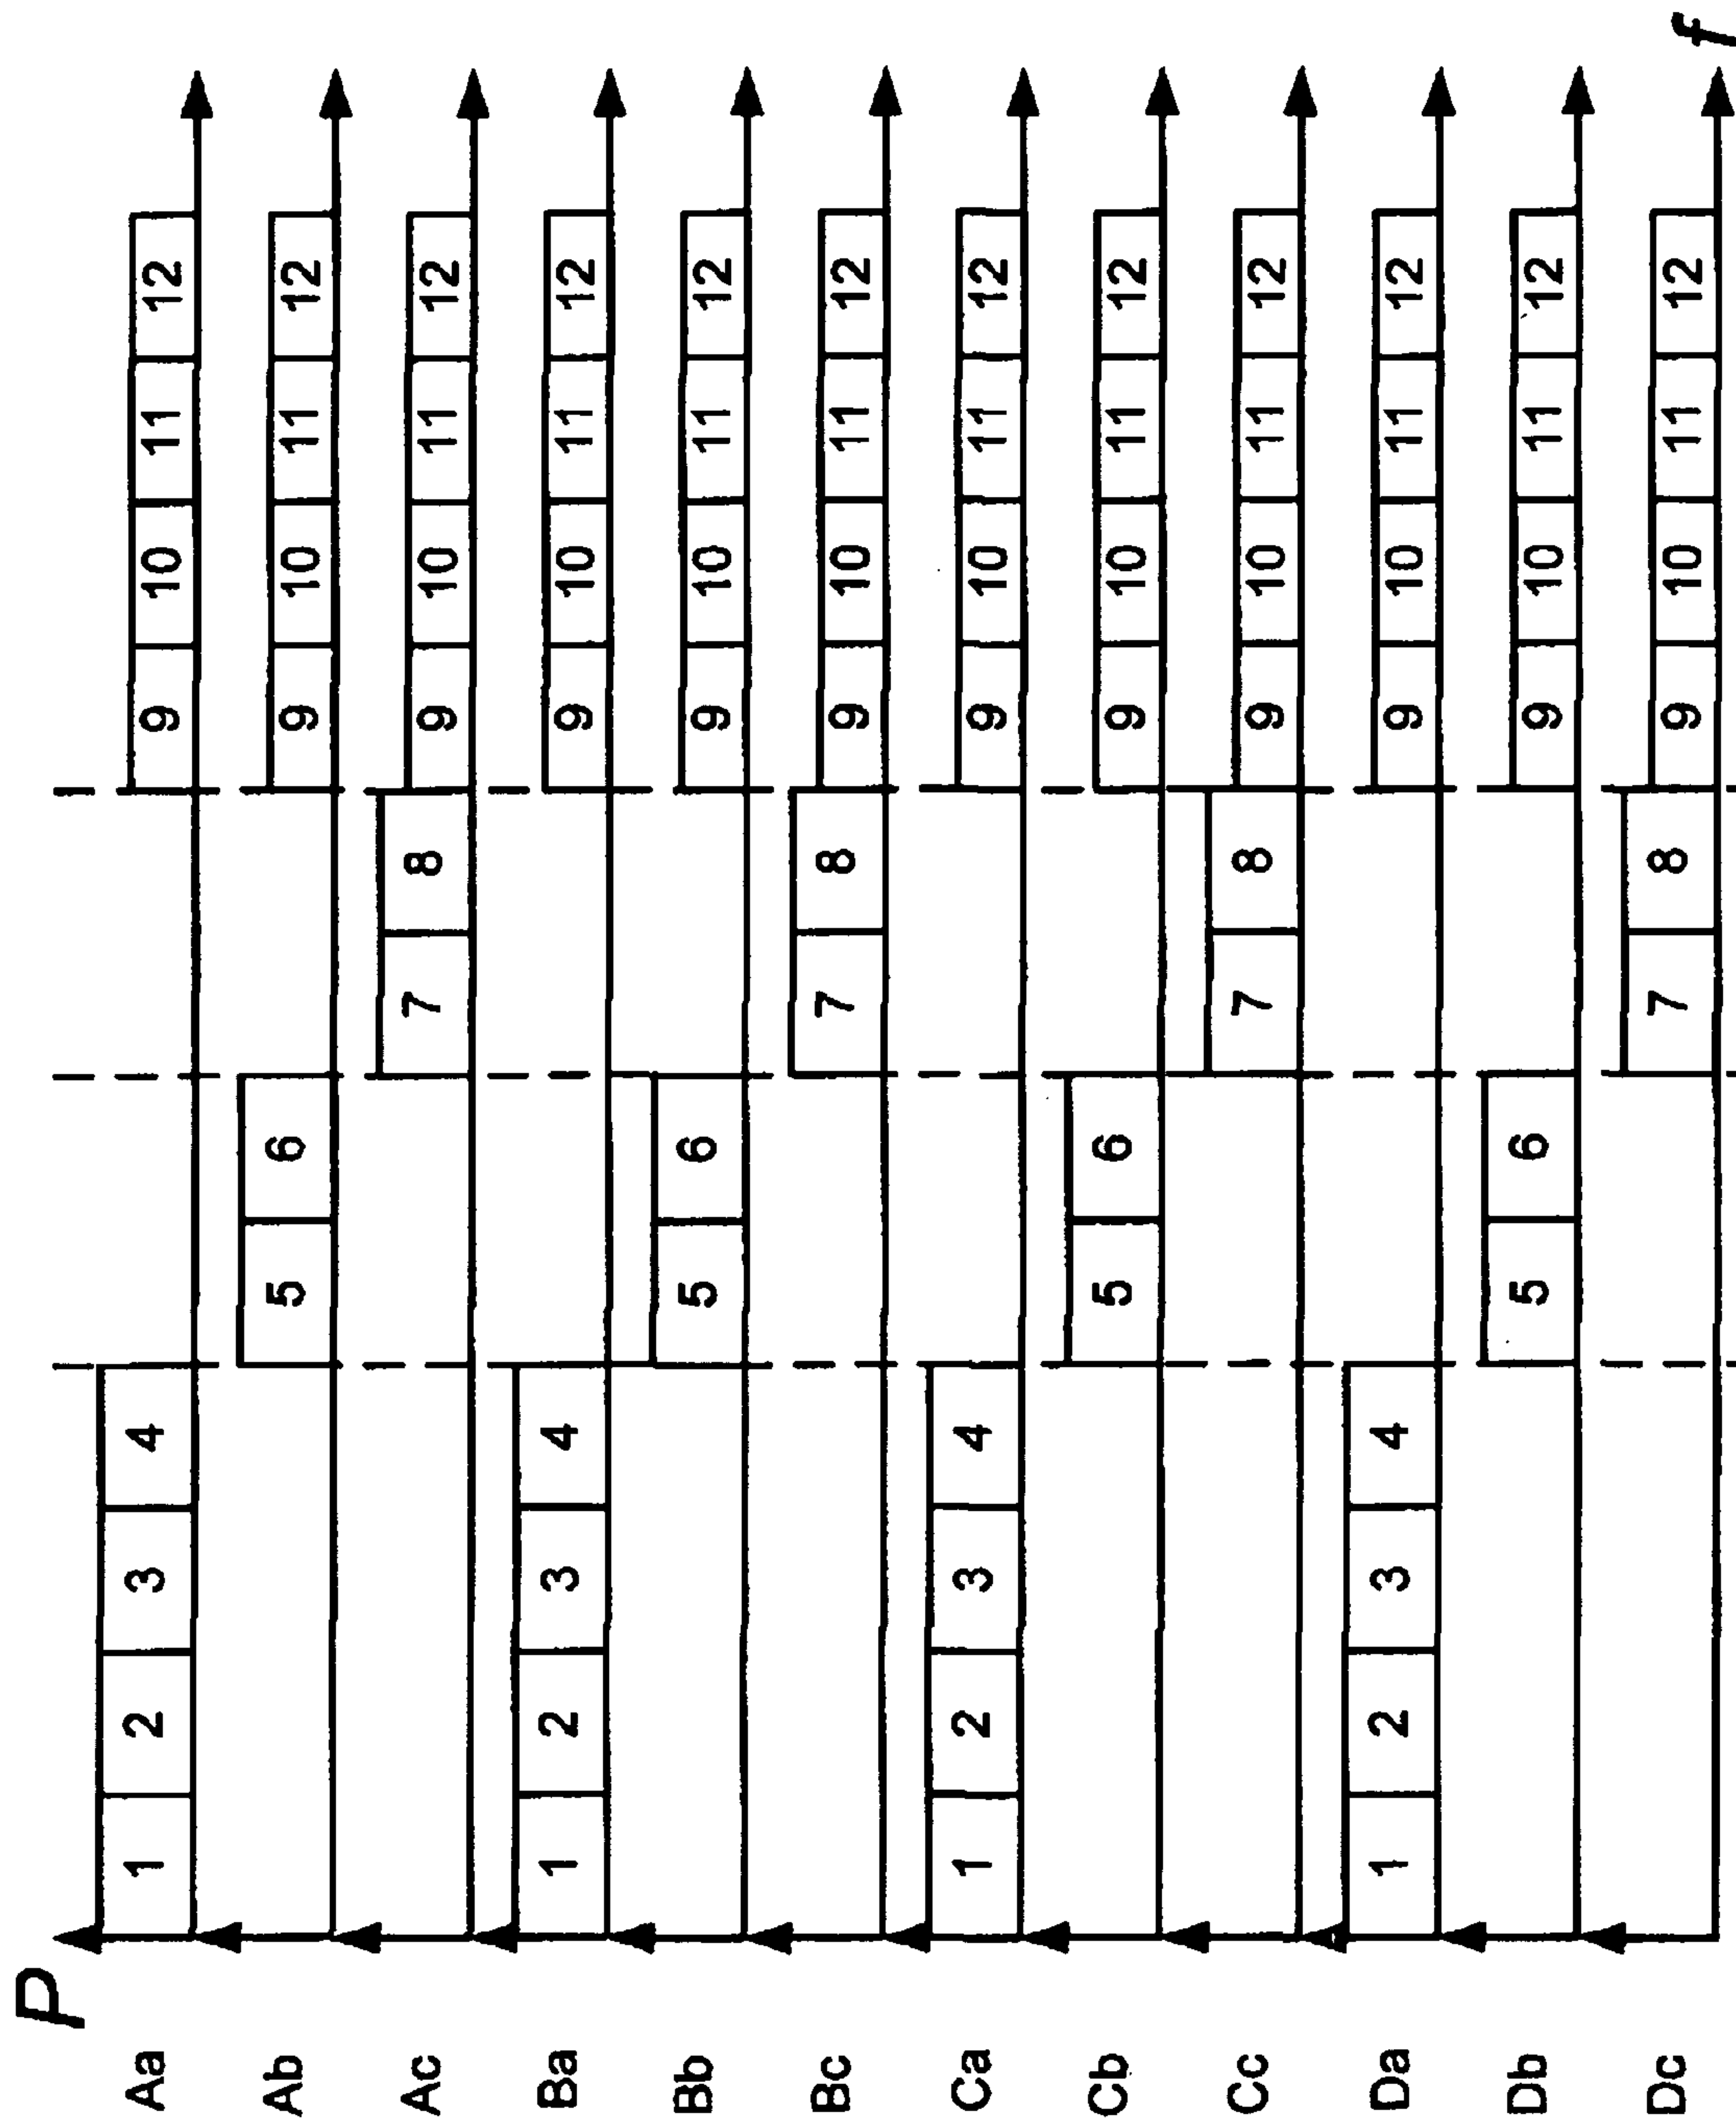 P
Aa 1 2 3 4 9 10 11 12
Ab 5 6 9 10 11 12
Ac 7 8 9 10 11 12
Ba 1 2 3 4 9 10 11 12
Bb 5 6 9 10 11 12
Bc 7 8 9 10 11 12
Ca 1 2 3 4 9 10 11 12
Cb 5 6 9 10 11 12
Cc 7 8 9 10 11 12
Da 1 2 3 4 9 10 11 12
Db 5 6 9 10 11 12
Dc 7 8 9 10 11 12
f